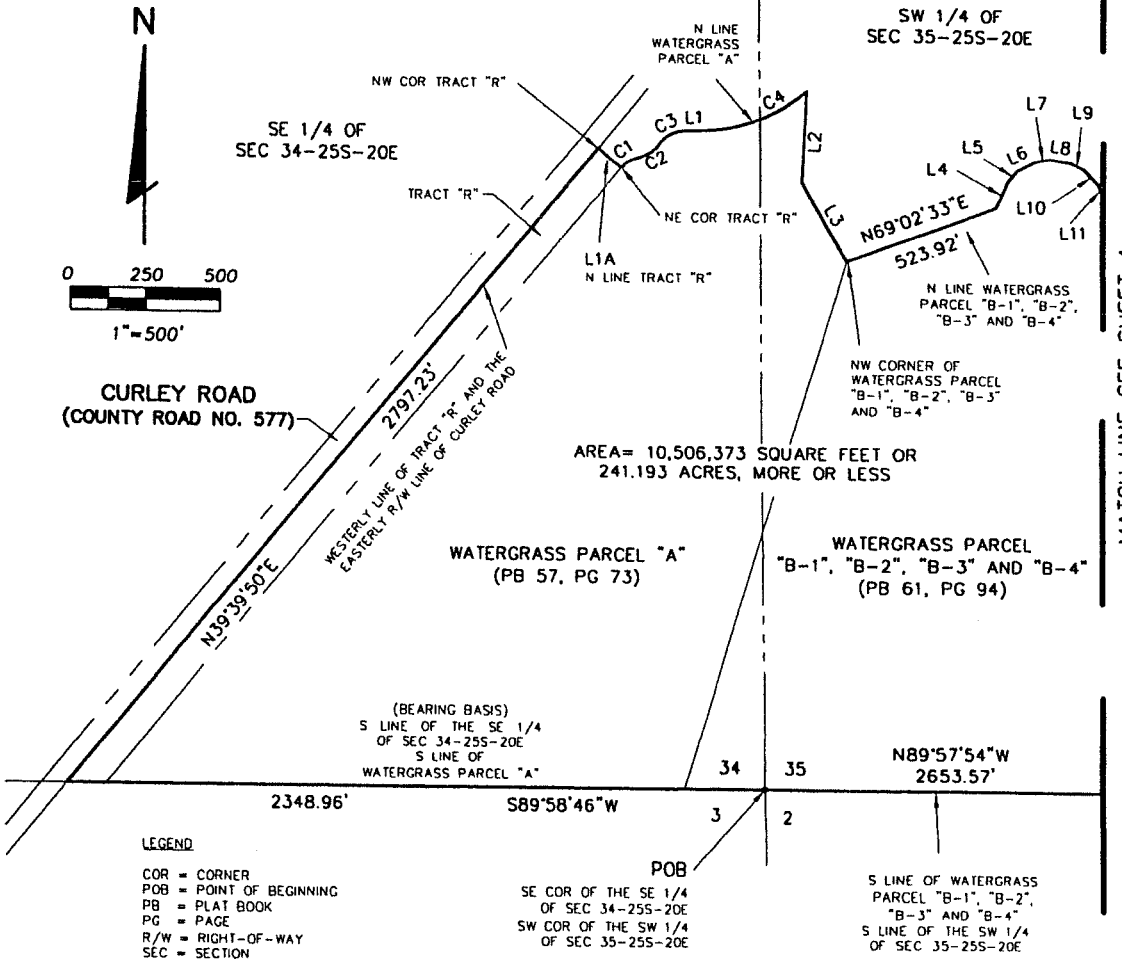 N
SE 1/4 OF
SEC 34-25S-20E
SW 1/4 OF
SEC 35-25S-20E
N LINE
WATERGRASS
PARCEL "A"
NW COR TRACT "R"
C1
C2
C3
L1
C4
L2
L3
L4
L5
L6
L7
L8
L9
L10
L11
TRACT "R"
NE COR TRACT "R"
L1A
N LINE TRACT "R"
N69°02'33"E
523.92'
N LINE WATERGRASS
PARCEL "B-1", "B-2",
"B-3" AND "B-4"
0 250 500
1"=500'
CURLEY ROAD
(COUNTY ROAD NO. 577)
NW CORNER OF
WATERGRASS PARCEL
"B-1", "B-2", "B-3"
AND "B-4"
2797.23'
N39°39'50"E
WESTERLY LINE OF TRACT "R" AND THE
EASTERLY R/W LINE OF CURLEY ROAD
AREA= 10,506,373 SQUARE FEET OR
241.193 ACRES, MORE OR LESS
WATERGRASS PARCEL "A"
(PB 57, PG 73)
WATERGRASS PARCEL
"B-1", "B-2", "B-3" AND "B-4"
(PB 61, PG 94)
(BEARING BASIS)
S LINE OF THE SE 1/4
OF SEC 34-25S-20E
S LINE OF
WATERGRASS PARCEL "A"
2348.96'
S89°58'46"W
34 35
3 2
N89°57'54"W
2653.57'
LEGEND
COR = CORNER
POB = POINT OF BEGINNING
PB = PLAT BOOK
PG = PAGE
R/W = RIGHT-OF-WAY
SEC = SECTION
POB
SE COR OF THE SE 1/4
OF SEC 34-25S-20E
SW COR OF THE SW 1/4
OF SEC 35-25S-20E
S LINE OF WATERGRASS
PARCEL "B-1", "B-2",
"B-3" AND "B-4"
S LINE OF THE SW 1/4
OF SEC 35-25S-20E